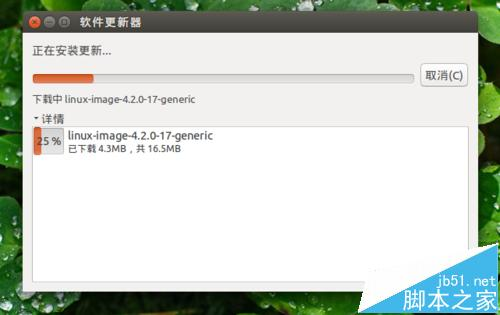 软件更新器
正在安装更新...
取消(C)
下载中 linux-image-4.2.0-17-generic
详情
25 %
linux-image-4.2.0-17-generic
已下载 4.3MB，共 16.5MB
jb51.net
脚本之家